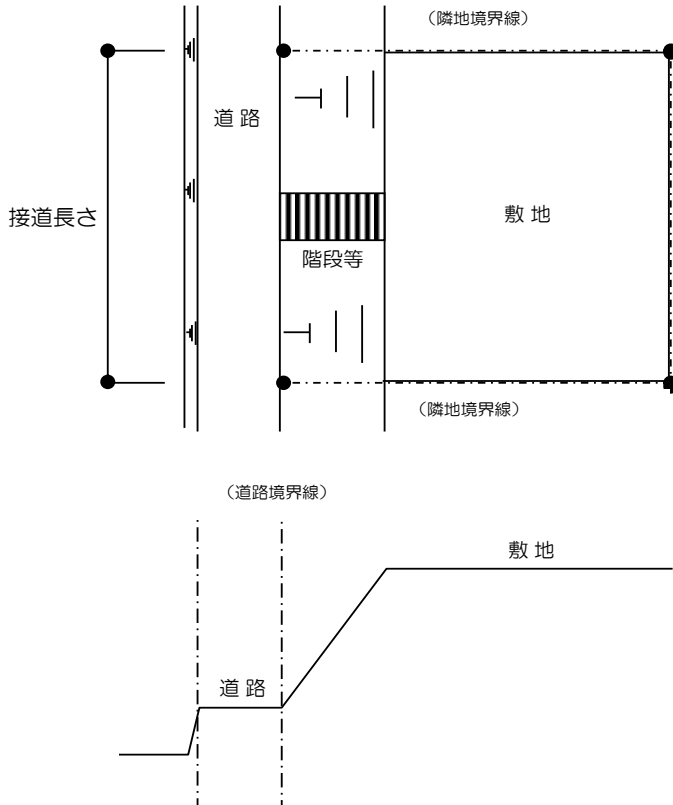 （隣地境界線）
道 路
接道長さ
敷 地
階段等
（隣地境界線）
（道路境界線）
敷 地
道 路